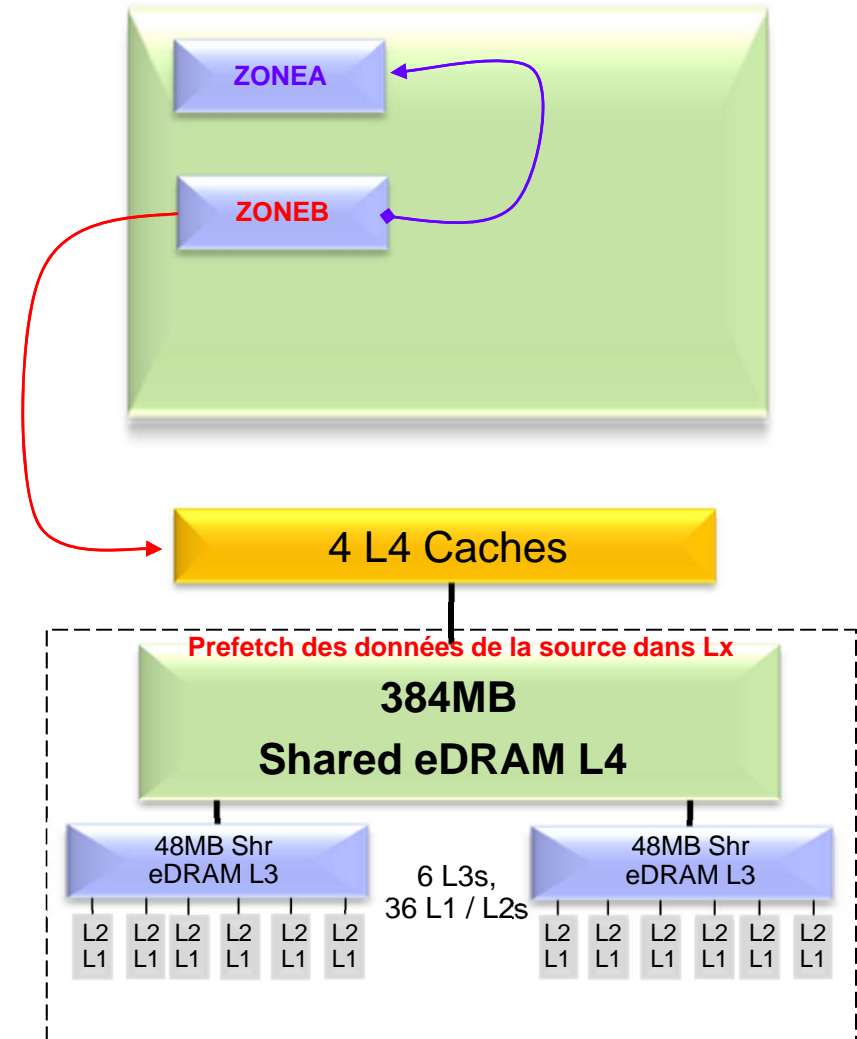 ZONEA
ZONEB
4 L4 Caches
Prefetch des données de la source dans Lx
384MB
Shared eDRAM L4
48MB Shr
eDRAM L3
6 L3s,
36 L1 / L2s
48MB Shr
eDRAM L3
L2 L2 L2 L2 L2 L2
L1 L1 L1 L1 L1 L1
L2 L2 L2 L2 L2 L2
L1 L1 L1 L1 L1 L1